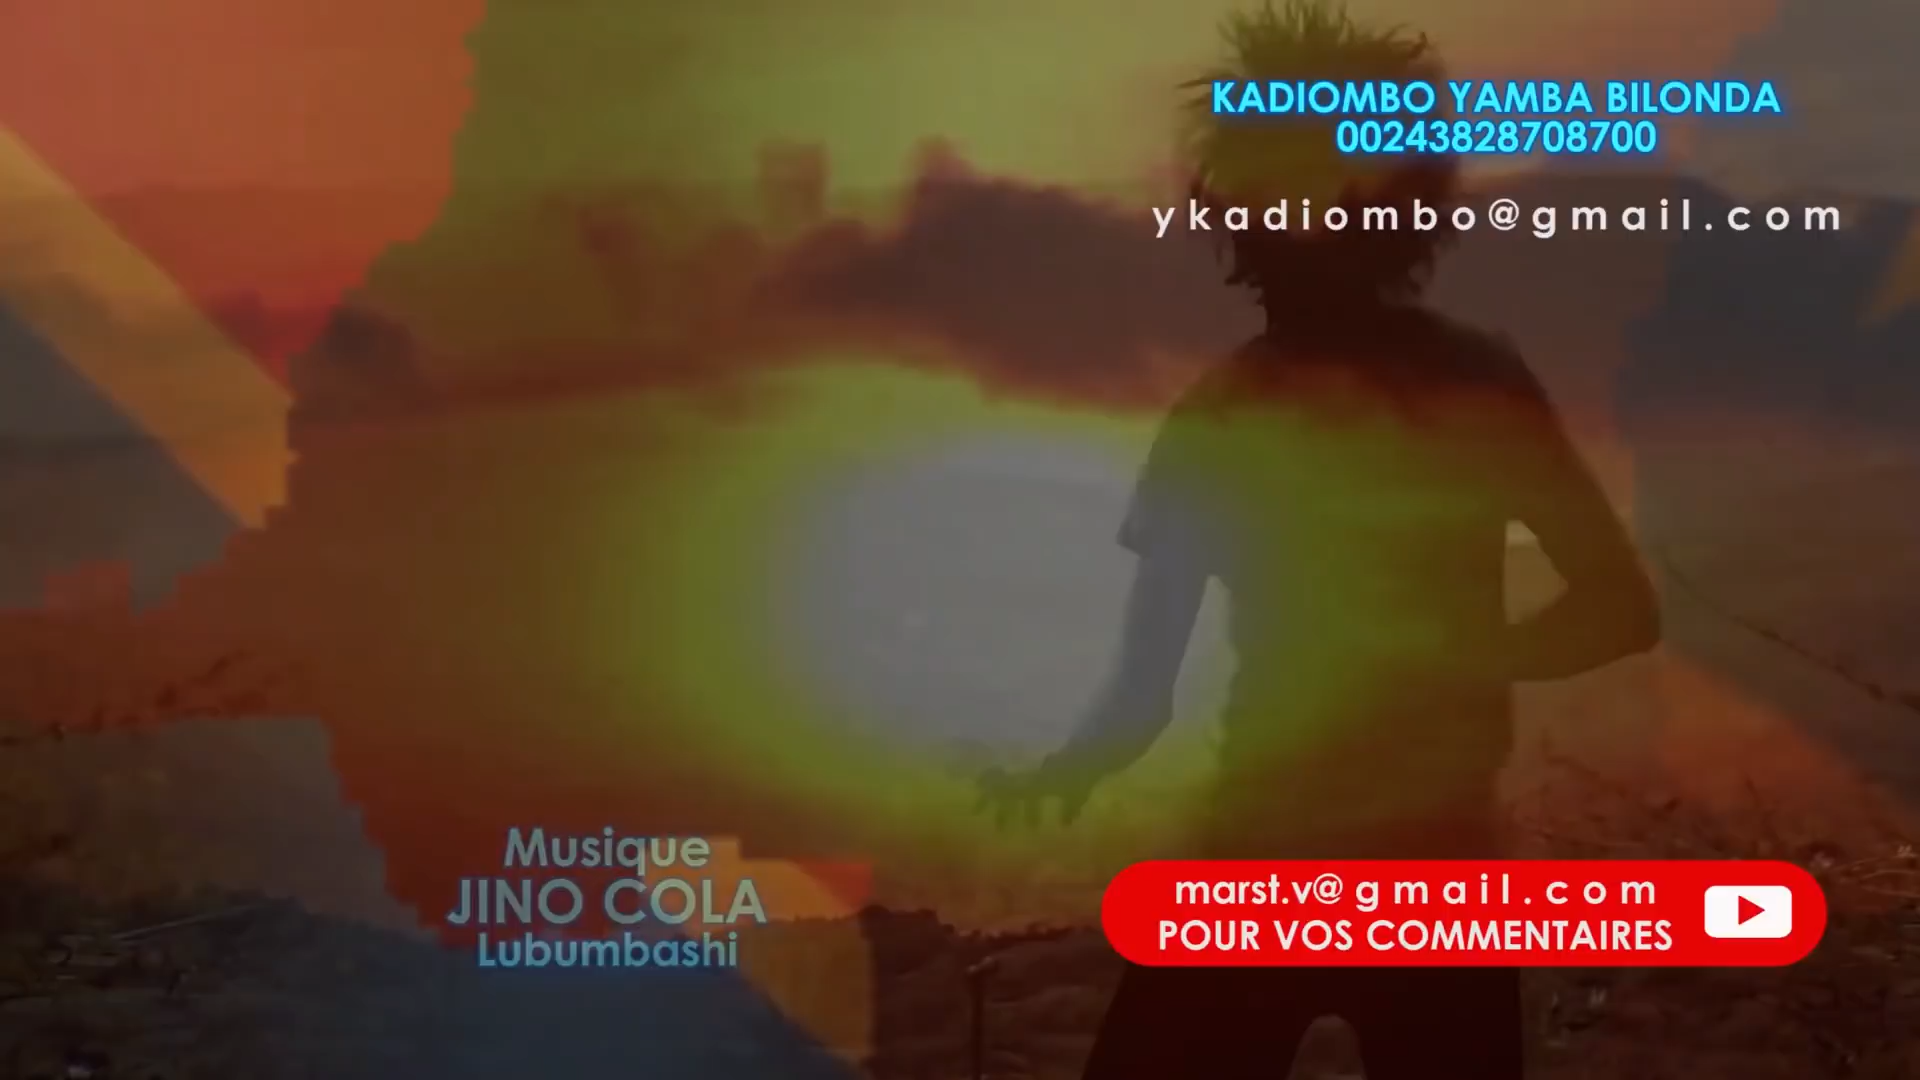 KADIOMBO YAMBA BILONDA
00243828708700
ykadiombo@gmail.com
Musique
JINO COLA
Lubumbashi
marst.v@gmail.com
POUR VOS COMMENTAIRES